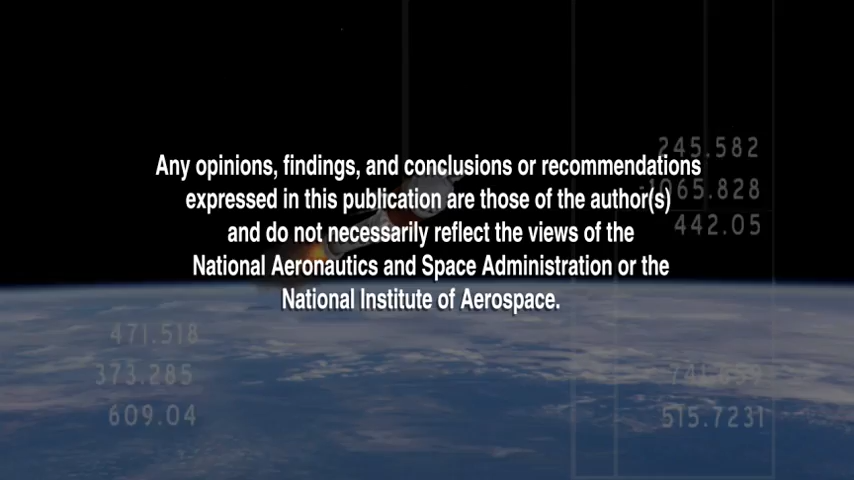 Any opinions, findings, and conclusions or recommendations
expressed in this publication are those of the author(s)
and do not necessarily reflect the views of the
National Aeronautics and Space Administration or the
National Institute of Aerospace.
245.582
1065.828
442.05
471.518
373.285
609.04
515.7231